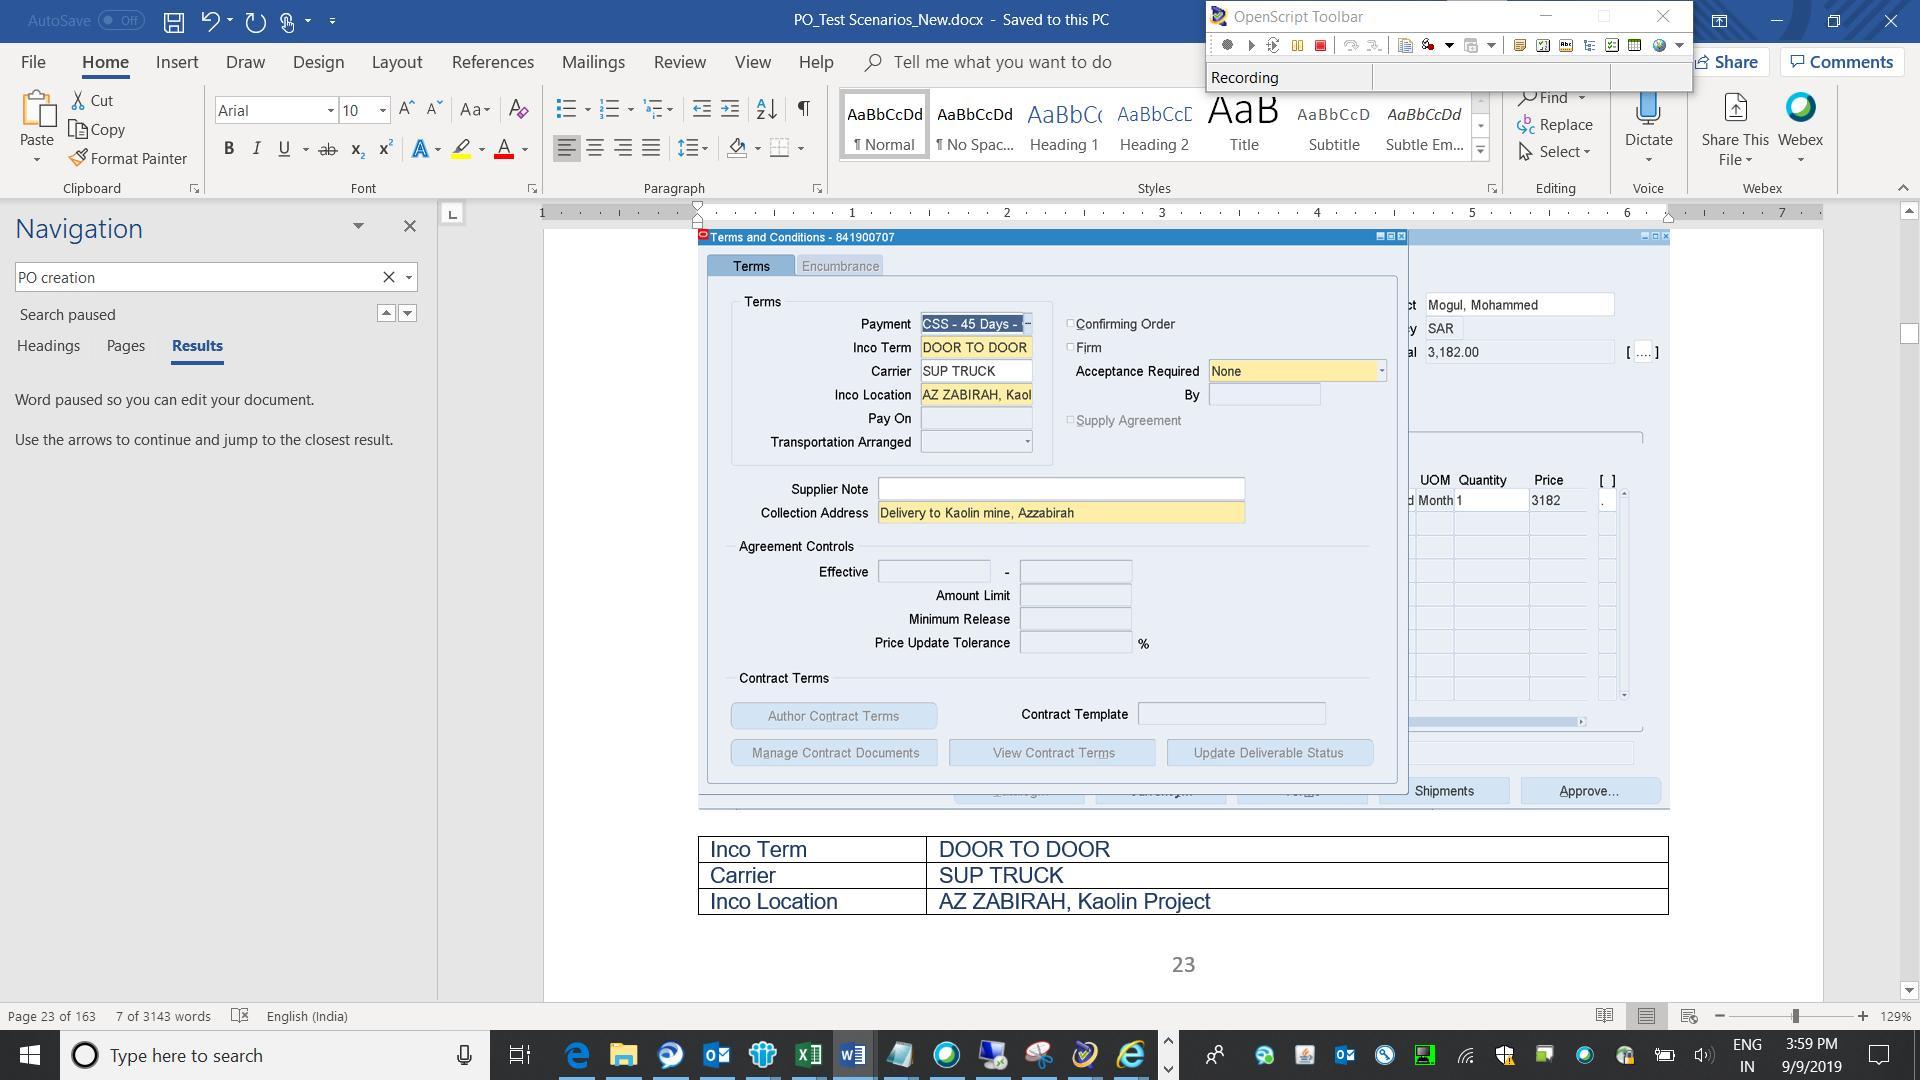 AutoSave Off
PO_Test Scenarios_New.docx - Saved to this PC
OpenScript Toolbar
File Home Insert Draw Design Layout References Mailings Review View Help Tell me what you want to do
Recording
Share Comments
Paste
Cut
Copy
Format Painter
Clipboard
Arial 10
Font
Paragraph
AaBbCcDd AaBbCcDd AaBbCc AaBbCcE AaB AaBbCcD AaBbCcDd
¶ Normal ¶ No Spac... Heading 1 Heading 2 Title Subtitle Subtle Em...
Styles
Find
Replace
Select
Editing
Dictate
Voice
Share This File
Webex
Webex
Navigation
PO creation
Search paused
Headings Pages Results
Word paused so you can edit your document.
Use the arrows to continue and jump to the closest result.
1 1 2 3 4 5 6 7
Terms and Conditions - 841900707
Terms Encumbrance
Terms
Payment CSS - 45 Days -
Inco Term DOOR TO DOOR
Carrier SUP TRUCK
Inco Location AZ ZABIRAH, Kaol
Pay On
Transportation Arranged
Confirming Order
Firm
Acceptance Required None
By
Supply Agreement
Supplier Note
Collection Address Delivery to Kaolin mine, Azzabirah
Agreement Controls
Effective -
Amount Limit
Minimum Release
Price Update Tolerance %
Contract Terms
Author Contract Terms Contract Template
Manage Contract Documents View Contract Terms Update Deliverable Status
ct Mogul, Mohammed
cy SAR
al 3,182.00 [ .... ]
UOM Quantity Price [ ]
d Month 1 3182 .
Shipments Approve...
Inco Term DOOR TO DOOR
Carrier SUP TRUCK
Inco Location AZ ZABIRAH, Kaolin Project
23
Page 23 of 163 7 of 3143 words English (India) 129%
Type here to search
ENG
IN
3:59 PM
9/9/2019